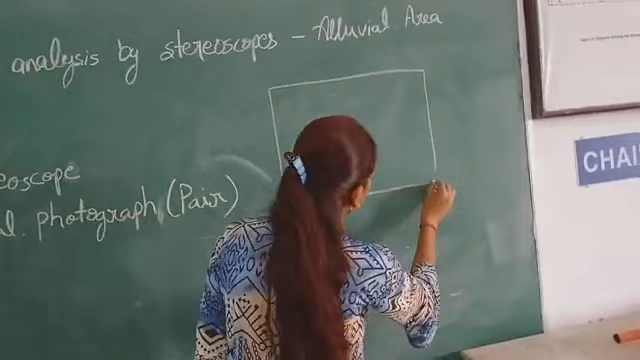 analysis by stereoscopes - Alluvial Area
eoscope
al. photograph (Pair)
CHAI